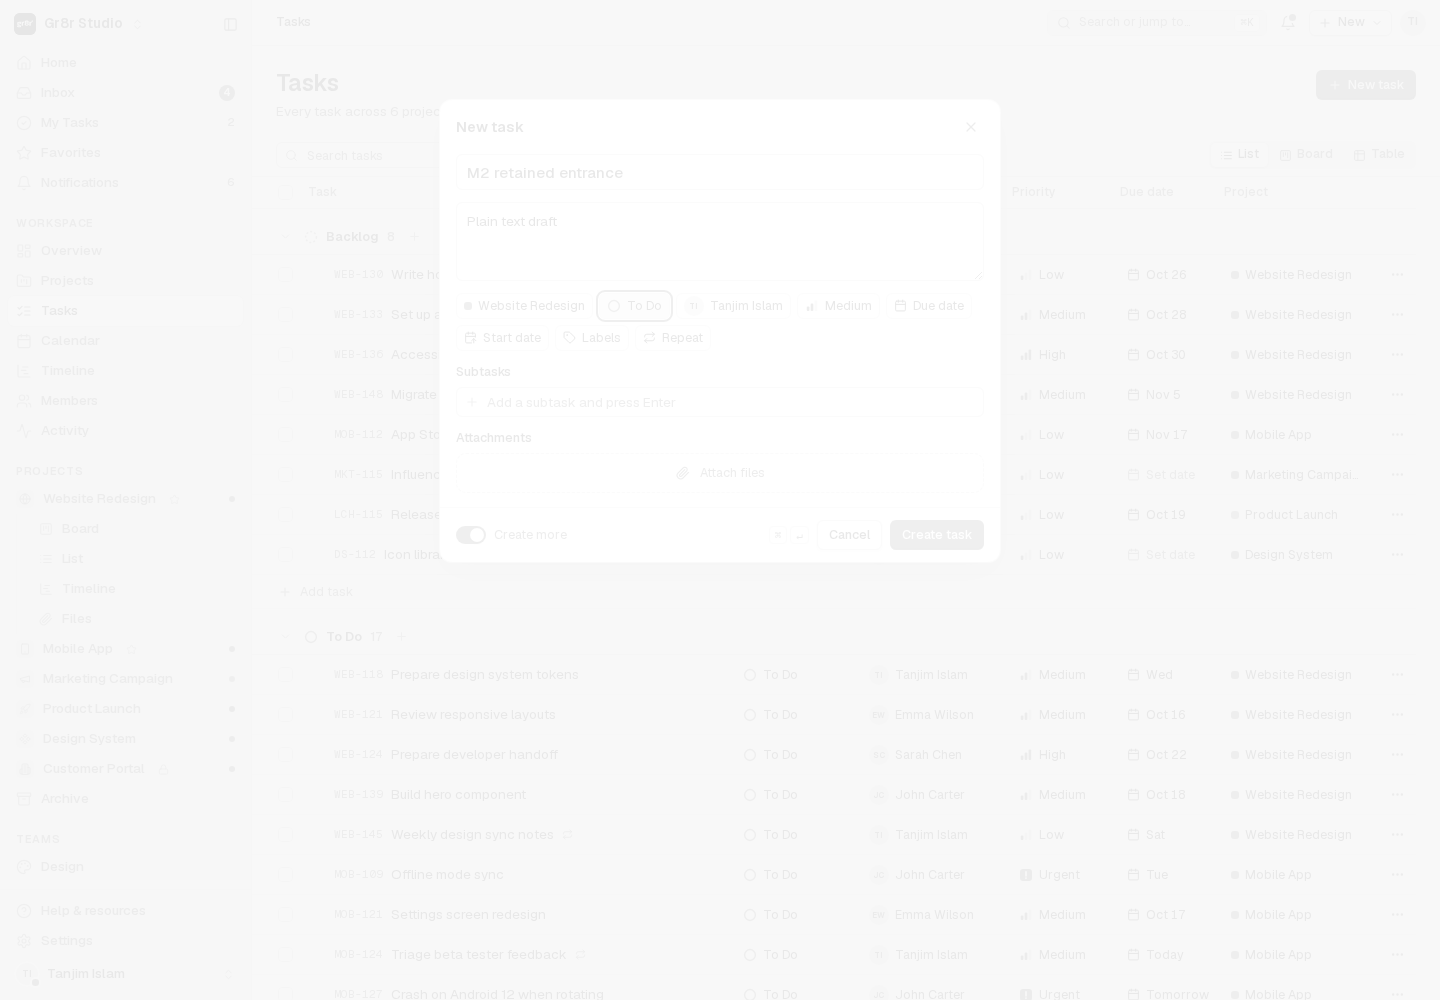 Gr8r Studio
Tasks
Search or jump to...
⌘K
New
TI
Home
Inbox 4
My Tasks 2
Favorites
Notifications 6
WORKSPACE
Overview
Projects
Tasks
Calendar
Timeline
Members
Activity
PROJECTS
Website Redesign
Board
List
Timeline
Files
Mobile App
Marketing Campaign
Product Launch
Design System
Customer Portal
Archive
TEAMS
Design
Help & resources
Settings
TI Tanjim Islam
Tasks
New task
Every task across 6 projec
Search tasks
List Board Table
Task Priority Due date Project
Backlog 8
WEB-130 Write ho Low Oct 26 Website Redesign
WEB-133 Set up a Medium Oct 28 Website Redesign
WEB-136 Access High Oct 30 Website Redesign
WEB-148 Migrate Medium Nov 5 Website Redesign
MOB-112 App Sto Low Nov 17 Mobile App
MKT-115 Influenc Low Set date Marketing Campai...
LCH-115 Release Low Oct 19 Product Launch
DS-112 Icon libra Low Set date Design System
Add task
New task
M2 retained entrance
Plain text draft
Website Redesign To Do TI Tanjim Islam Medium Due date
Start date Labels Repeat
Subtasks
Add a subtask and press Enter
Attachments
Attach files
Create more ⌘ Cancel Create task
To Do 17
WEB-118 Prepare design system tokens To Do TI Tanjim Islam Medium Wed Website Redesign
WEB-121 Review responsive layouts To Do EW Emma Wilson Medium Oct 16 Website Redesign
WEB-124 Prepare developer handoff To Do SC Sarah Chen High Oct 22 Website Redesign
WEB-139 Build hero component To Do JC John Carter Medium Oct 18 Website Redesign
WEB-145 Weekly design sync notes To Do TI Tanjim Islam Low Sat Website Redesign
MOB-109 Offline mode sync To Do JC John Carter Urgent Tue Mobile App
MOB-121 Settings screen redesign To Do EW Emma Wilson Medium Oct 17 Mobile App
MOB-124 Triage beta tester feedback To Do TI Tanjim Islam Medium Today Mobile App
MOB-127 Crash on Android 12 when rotating To Do JC John Carter Urgent Tomorrow Mobile App